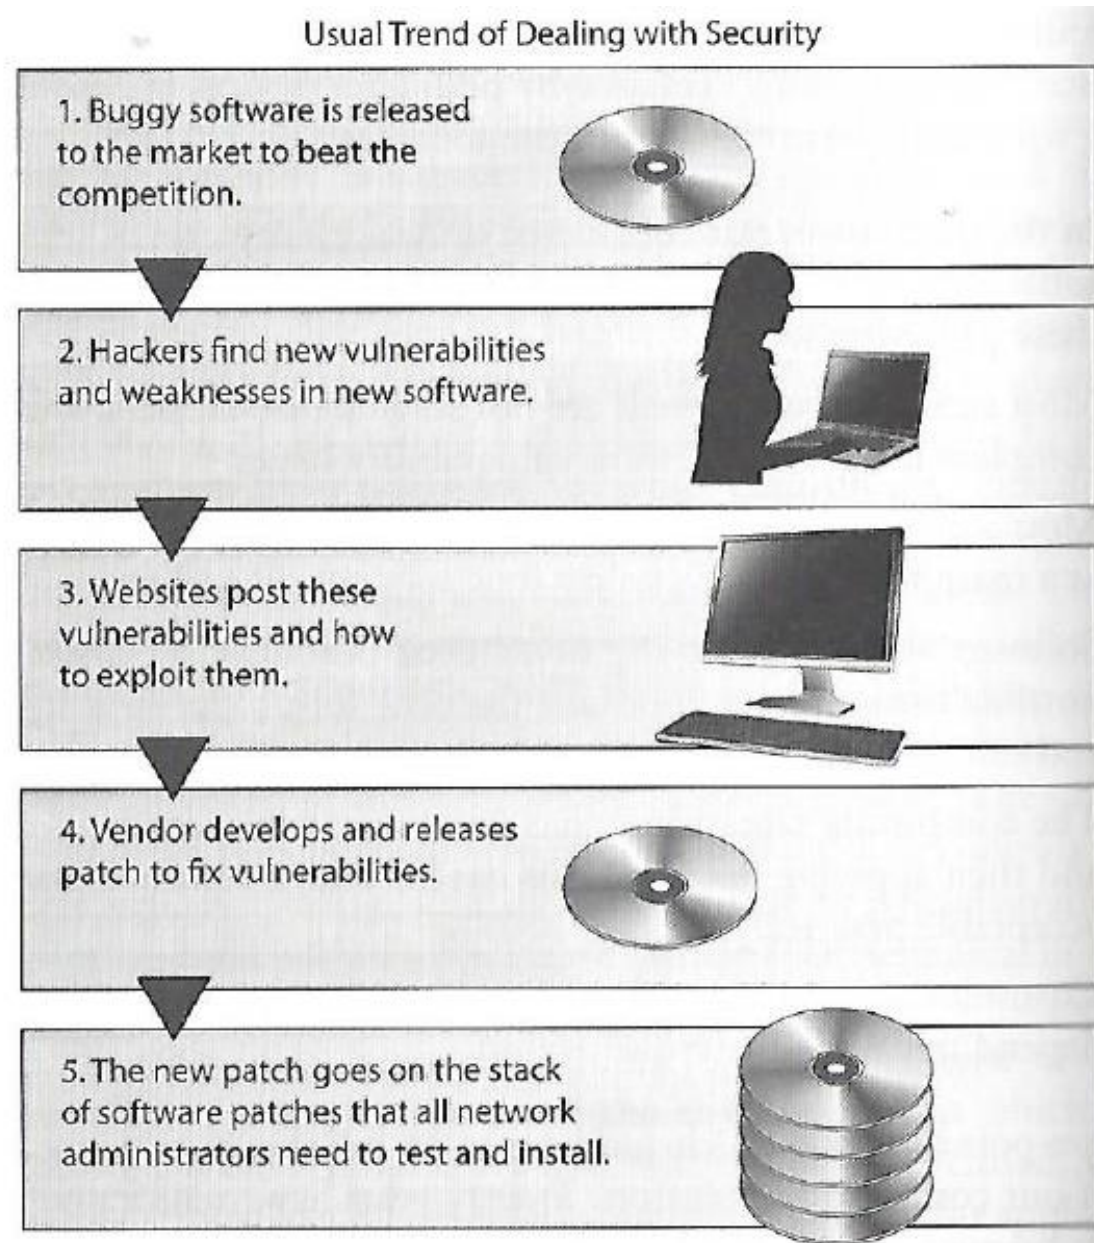 Usual Trend of Dealing with Security
1. Buggy software is released
to the market to beat the
competition.
2. Hackers find new vulnerabilities
and weaknesses in new software.
3. Websites post these
vulnerabilities and how
to exploit them.
4. Vendor develops and releases
patch to fix vulnerabilities.
5. The new patch goes on the stack
of software patches that all network
administrators need to test and install.